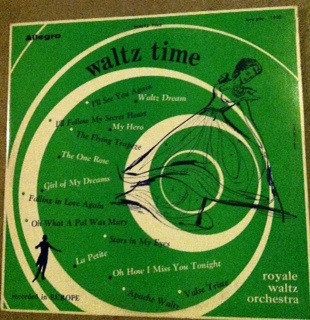 Allegro
waltz time
I'll See You Again
Waltz Dream
I'll Follow My Secret Heart
My Hero
The Flying Trapeze
The One Rose
Girl of My Dreams
Falling in Love Again
Oh What A Pal Was Mary
Stars in My Eyes
La Petite
Oh How I Miss You Tonight
Valse Triste
Apache Waltz
royale
waltz
orchestra
recorded in EUROPE